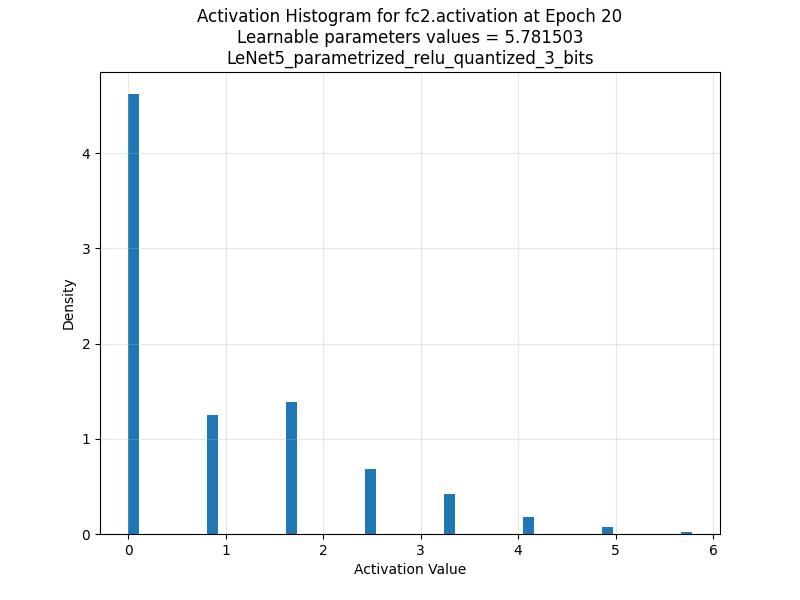 Activation Histogram for fc2.activation at Epoch 20
Learnable parameters values = 5.781503
LeNet5_parametrized_relu_quantized_3_bits
4
3
2
1
0
Density
0 1 2 3 4 5 6
Activation Value